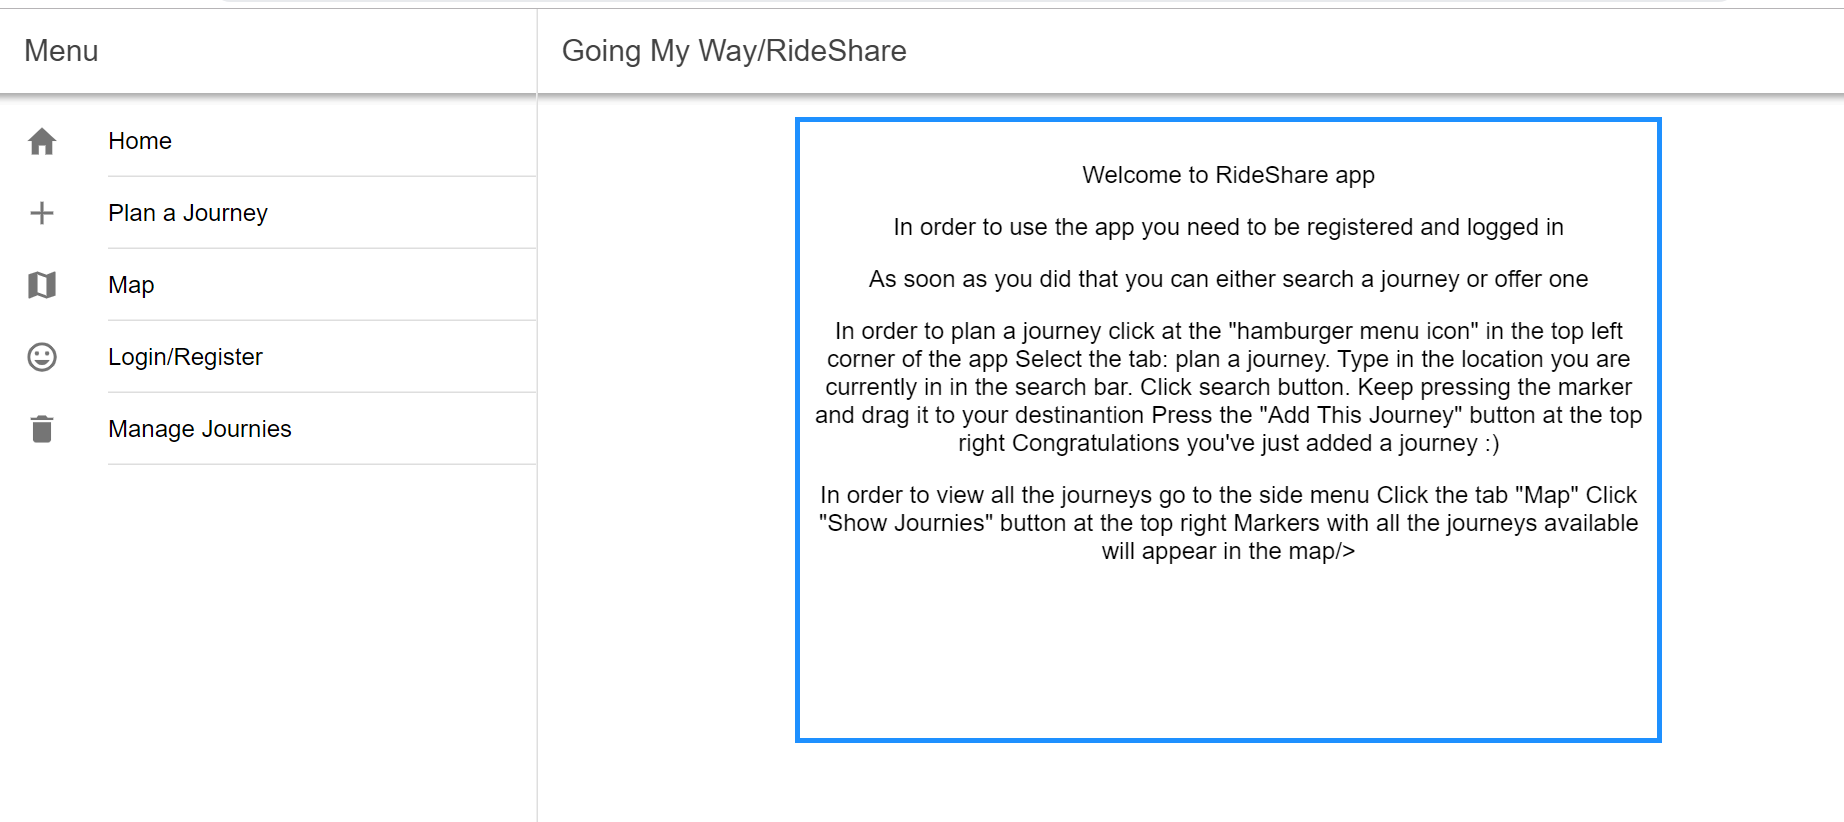 Menu
Going My Way/RideShare
Home
Plan a Journey
Map
Login/Register
Manage Journies
Welcome to RideShare app
In order to use the app you need to be registered and logged in
As soon as you did that you can either search a journey or offer one
In order to plan a journey click at the "hamburger menu icon" in the top left
corner of the app Select the tab: plan a journey. Type in the location you are
currently in in the search bar. Click search button. Keep pressing the marker
and drag it to your destinantion Press the "Add This Journey" button at the top
right Congratulations you've just added a journey :)
In order to view all the journeys go to the side menu Click the tab "Map" Click
"Show Journies" button at the top right Markers with all the journeys available
will appear in the map/>